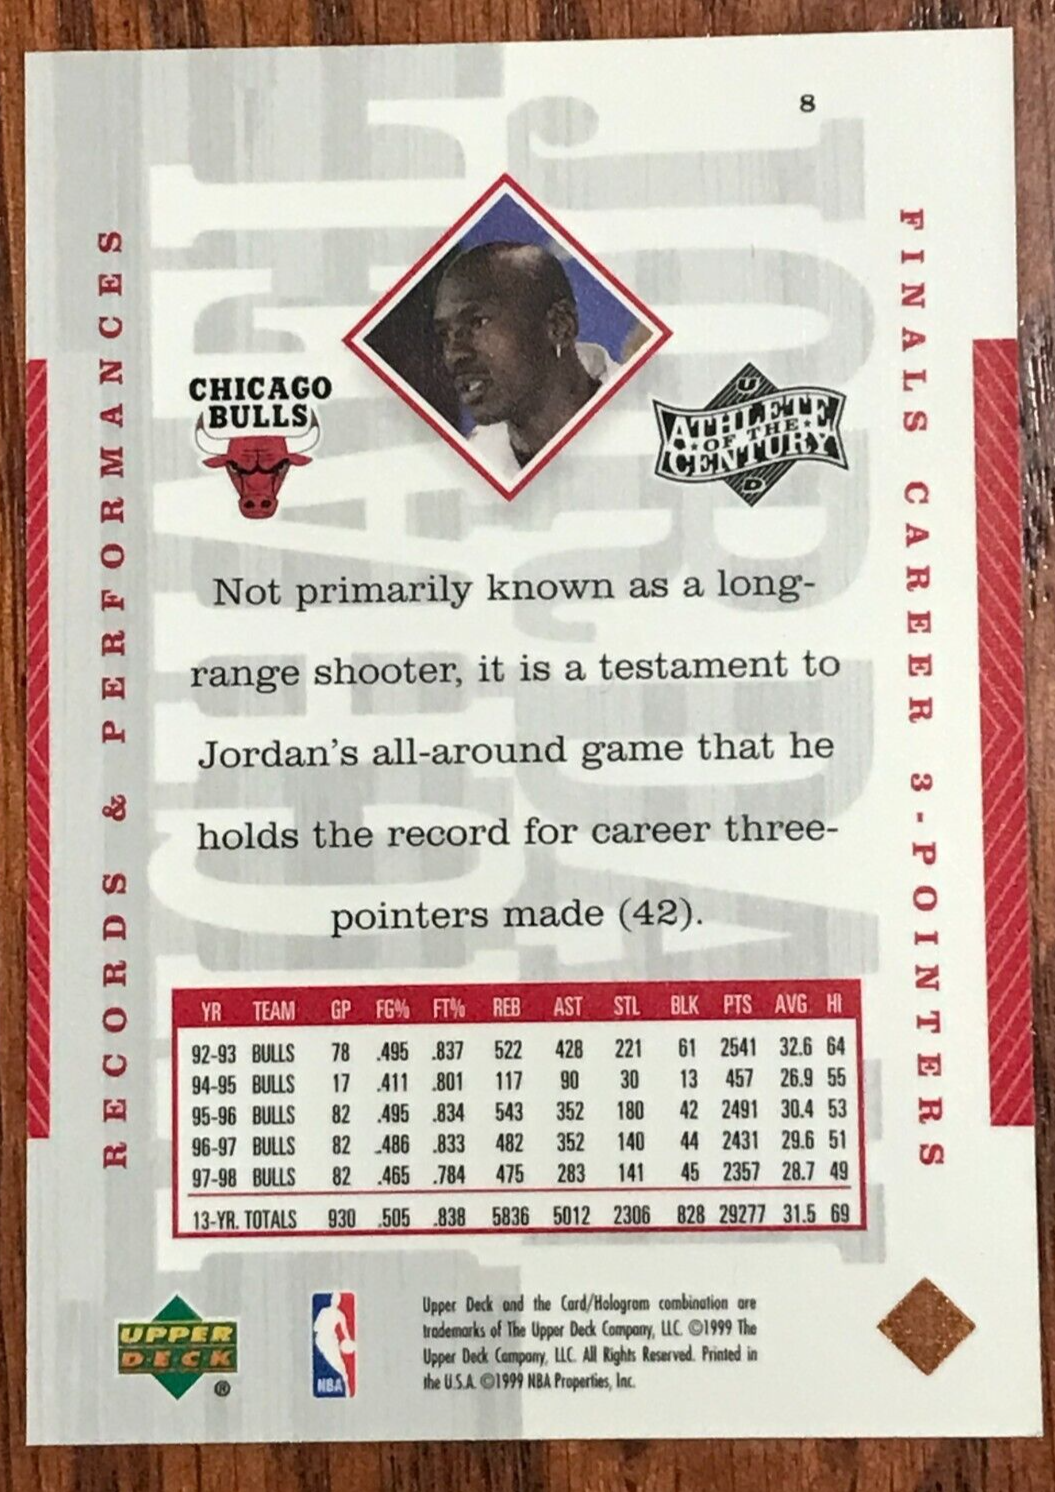 8
RECORDS & PERFORMANCES
FINALS CAREER 3-POINTERS
CHICAGO
BULLS
U
ATHLETE
OF THE
CENTURY
D
Not primarily known as a long-
range shooter, it is a testament to
Jordan's all-around game that he
holds the record for career three-
pointers made (42).
YR TEAM GP FG% FT% REB AST STL BLK PTS AVG HI
92-93 BULLS 78 .495 .837 522 428 221 61 2541 32.6 64
94-95 BULLS 17 .411 .801 117 90 30 13 457 26.9 55
95-96 BULLS 82 .495 .834 543 352 180 42 2491 30.4 53
96-97 BULLS 82 .486 .833 482 352 140 44 2431 29.6 51
97-98 BULLS 82 .465 .784 475 283 141 45 2357 28.7 49
13-YR. TOTALS 930 .505 .838 5836 5012 2306 828 29277 31.5 69
UPPER
DECK
®
NBA
Upper Deck and the Card/Hologram combination are
trademarks of The Upper Deck Company, LLC. ©1999 The
Upper Deck Company, LLC. All Rights Reserved. Printed in
the U.S.A. ©1999 NBA Properties, Inc.